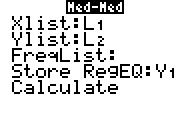 Med-Med
Xlist:L₁
Ylist:L₂
FreqList:
Store RegEQ:Y₁
Calculate